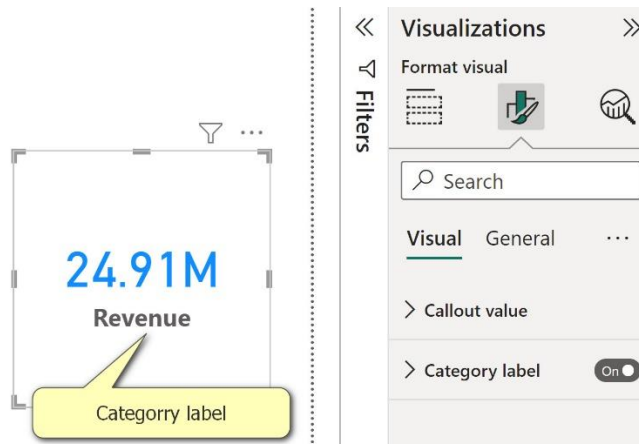 Visualizations
Format visual
Filters
Search
Visual General
Callout value
Category label On
24.91M
Revenue
Categorry label